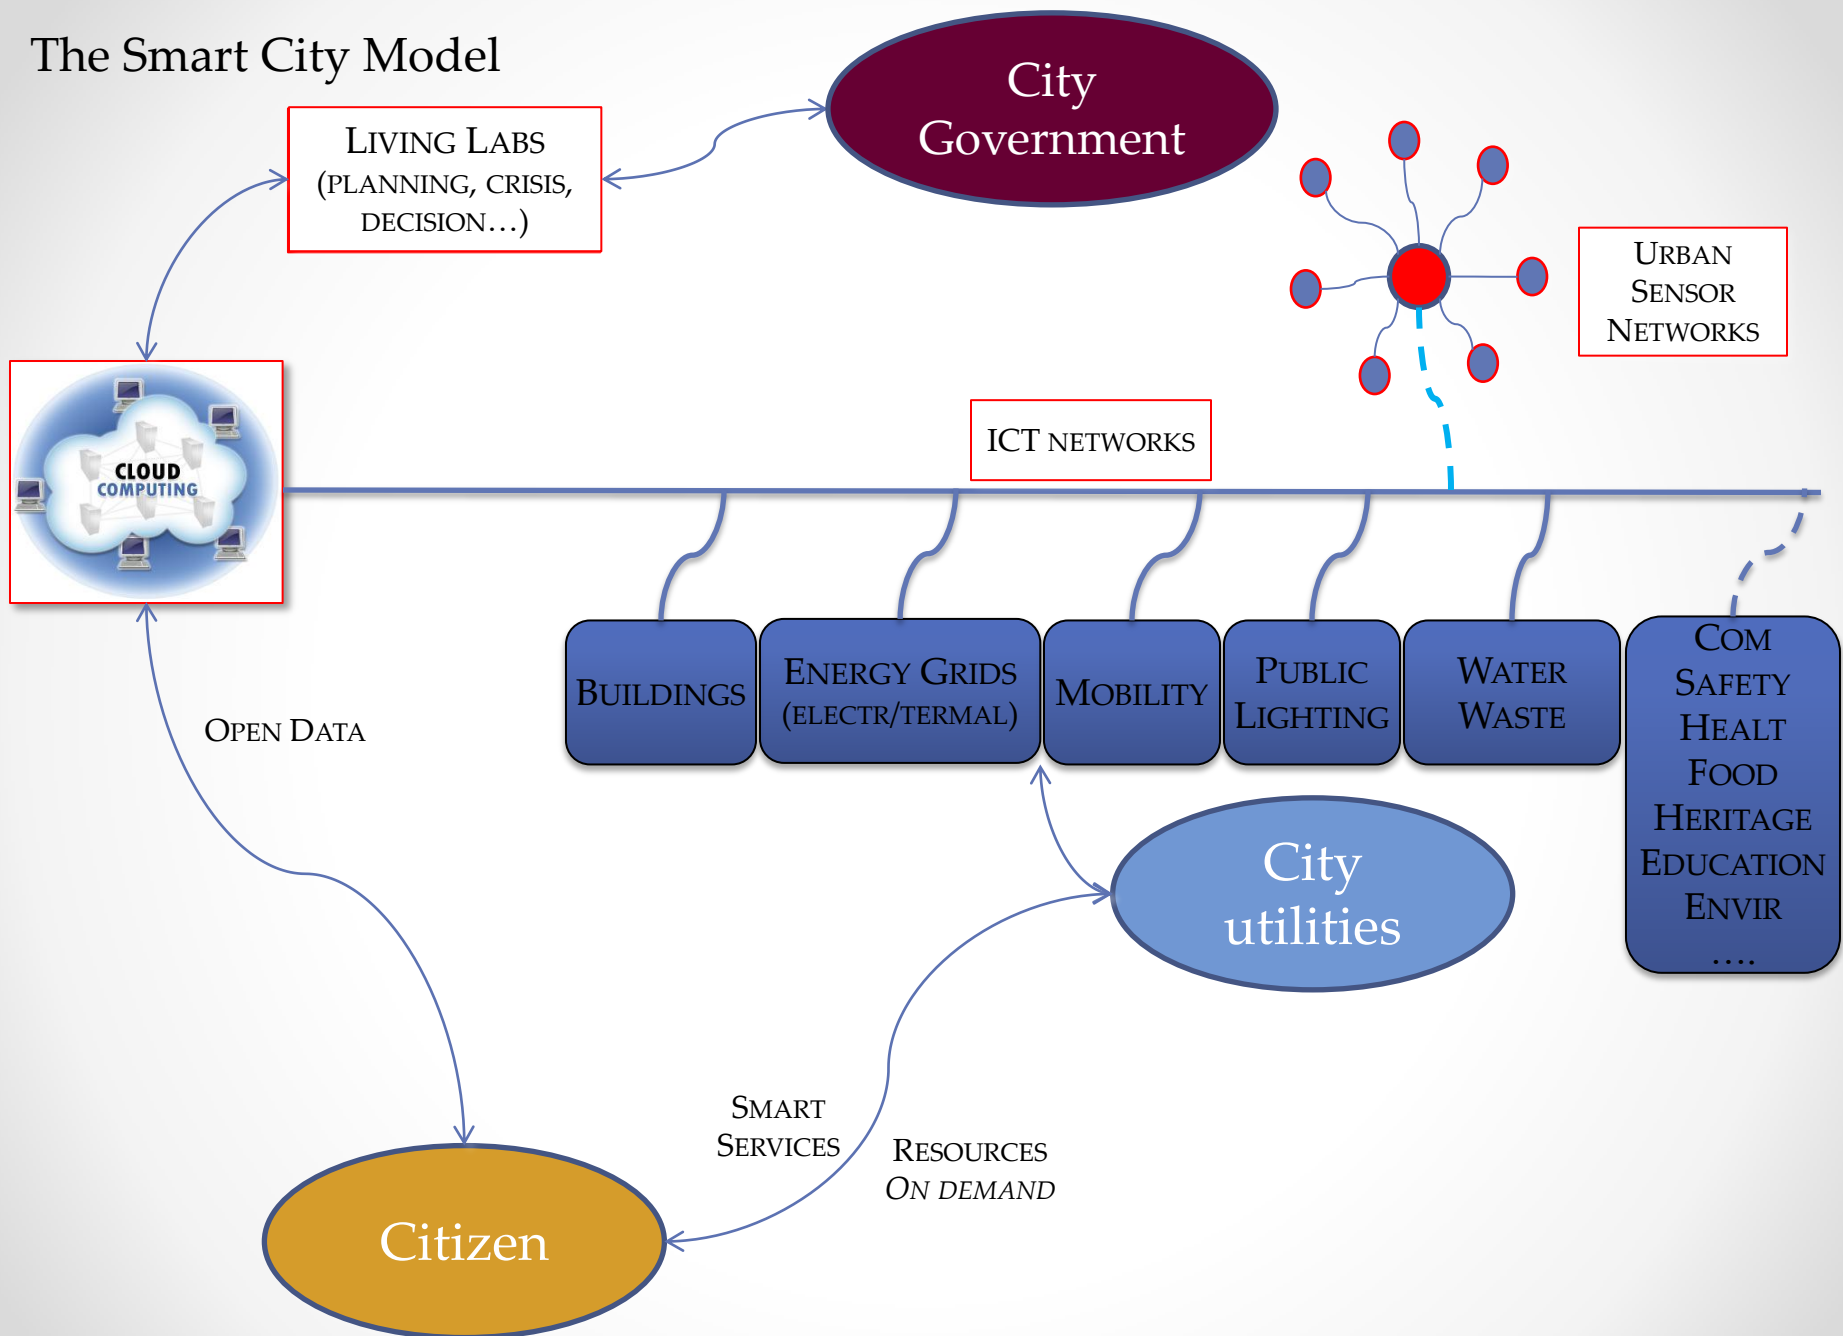 The Smart City Model
City
Government
LIVING LABS
(PLANNING, CRISIS,
DECISION...)
URBAN
SENSOR
NETWORKS
ICT NETWORKS
CLOUD
COMPUTING
BUILDINGS
ENERGY GRIDS
(ELECTR/TERMAL)
MOBILITY
PUBLIC
LIGHTING
WATER
WASTE
COM
SAFETY
HEALT
FOOD
HERITAGE
EDUCATION
ENVIR
....
OPEN DATA
City
utilities
SMART
SERVICES
RESOURCES
ON DEMAND
Citizen